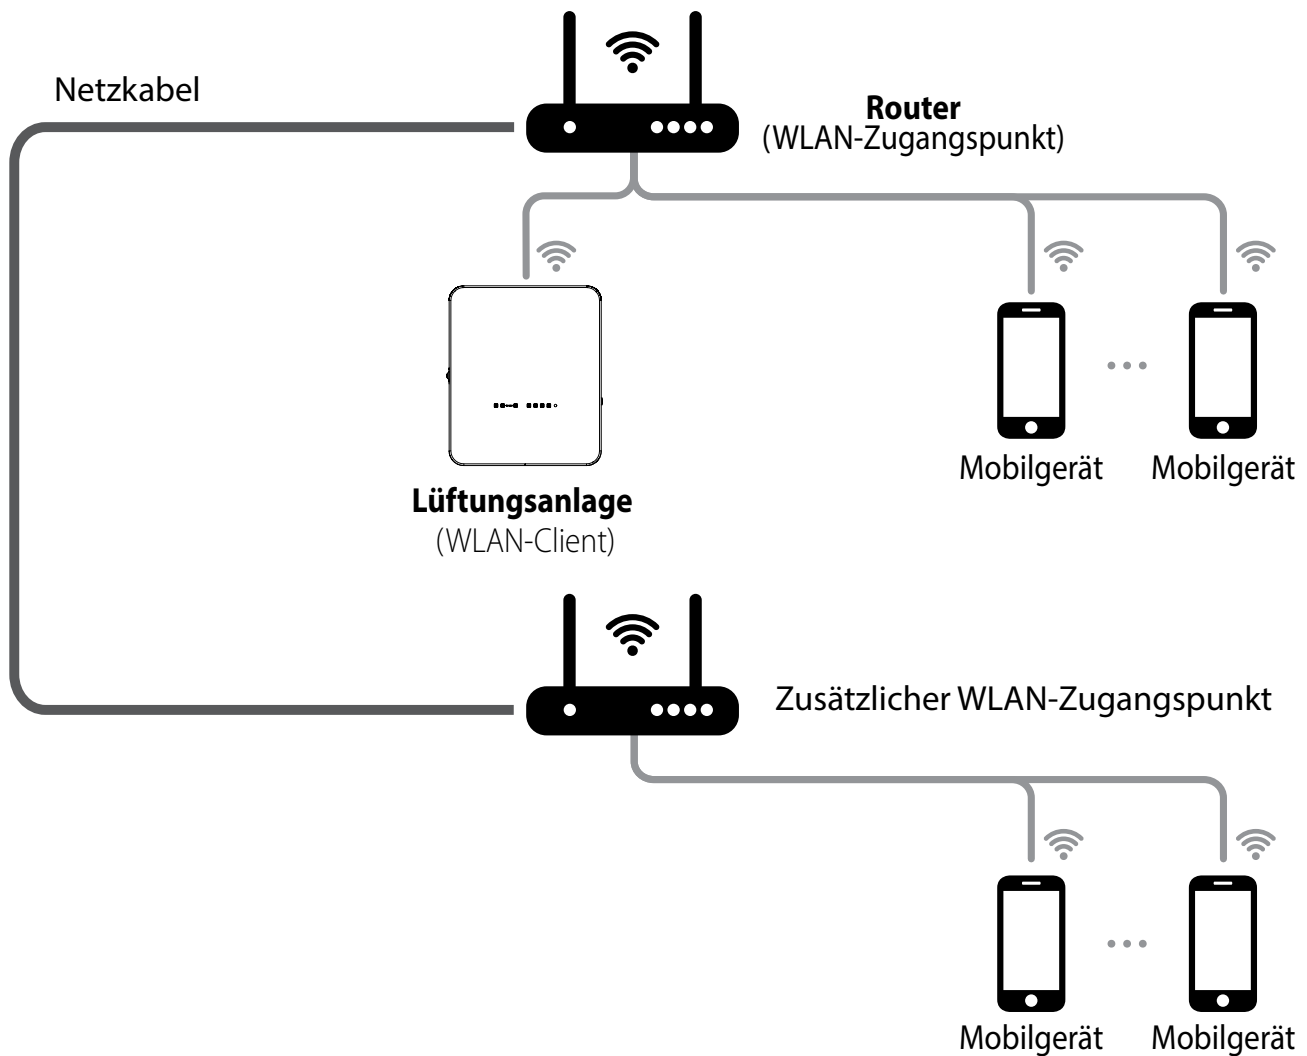 Netzkabel
Router
(WLAN-Zugangspunkt)
Mobilgerät
Mobilgerät
Lüftungsanlage
(WLAN-Client)
Zusätzlicher WLAN-Zugangspunkt
Mobilgerät
Mobilgerät